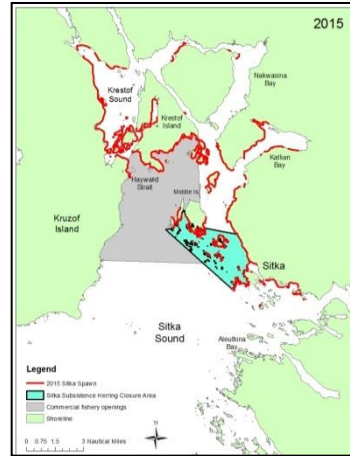 2015
Krestof
Sound
Nakwasina
Bay
Krestof
Island
Katlian
Bay
Hayward
Strait
Middle Is.
Kruzof
Island
Sitka
Sitka
Sound
Aleutkina
Bay
Legend
2015 Sitka Spawn
Sitka Subsistence Herring Closure Area
Commercial fishery openings
Shoreline
0 0.75 1.5 3 Nautical Miles
N